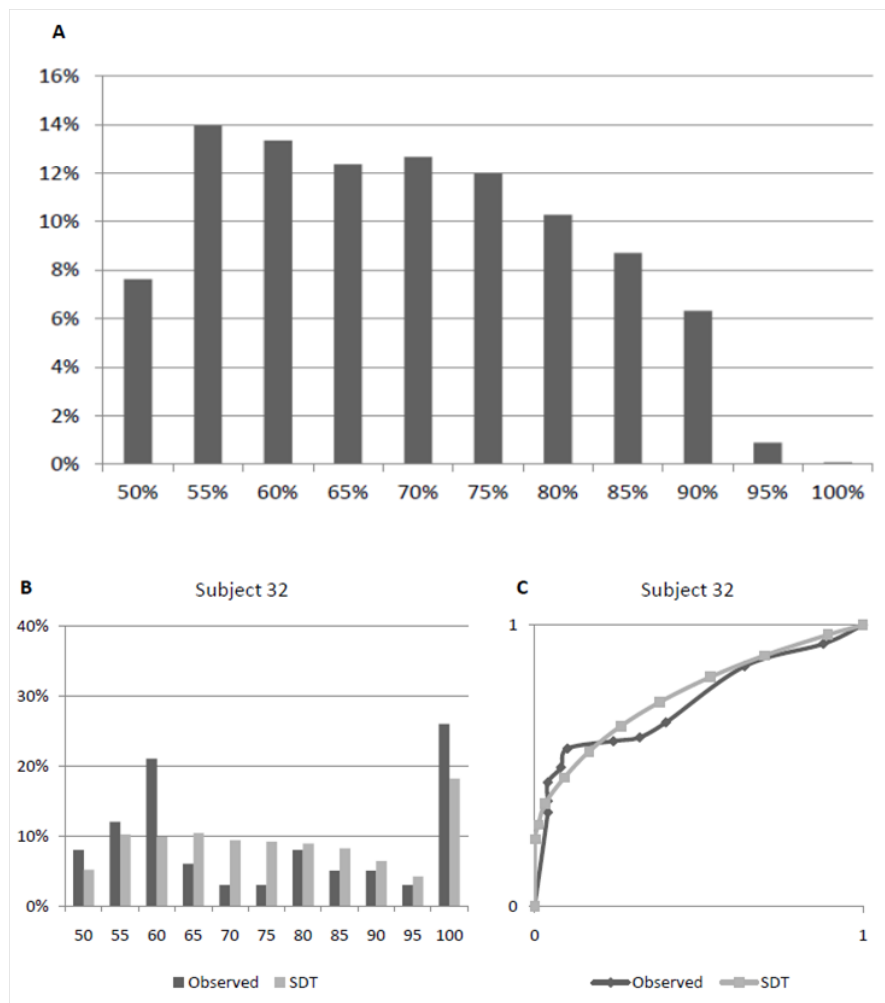 A
16%
14%
12%
10%
8%
6%
4%
2%
0%
50% 55% 60% 65% 70% 75% 80% 85% 90% 95% 100%
B
Subject 32
40%
30%
20%
10%
0%
50 55 60 65 70 75 80 85 90 95 100
Observed SDT
C
Subject 32
1
0
0 1
Observed SDT